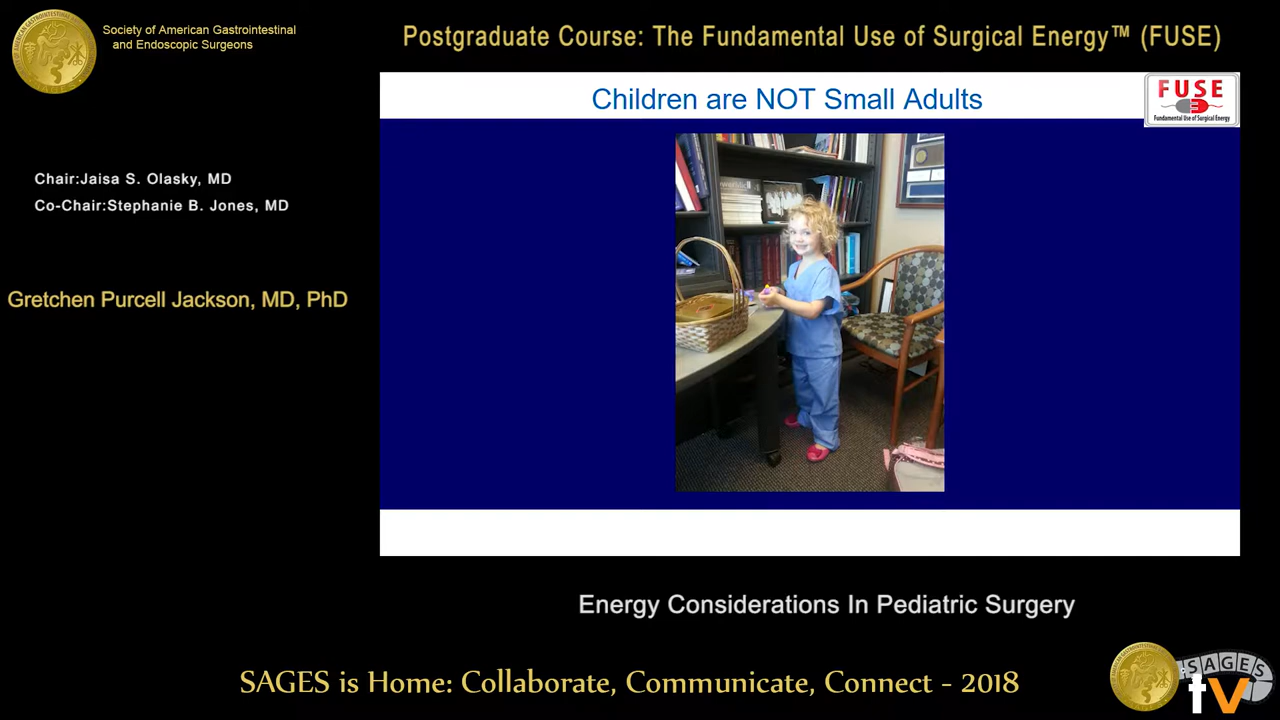 Society of American Gastrointestinal
and Endoscopic Surgeons
Postgraduate Course: The Fundamental Use of Surgical Energy™ (FUSE)
Children are NOT Small Adults
FUSE
Fundamental Use of Surgical Energy
Chair:Jaisa S. Olasky, MD
Co-Chair:Stephanie B. Jones, MD
Gretchen Purcell Jackson, MD, PhD
Energy Considerations In Pediatric Surgery
SAGES is Home: Collaborate, Communicate, Connect - 2018
SAGES
tv